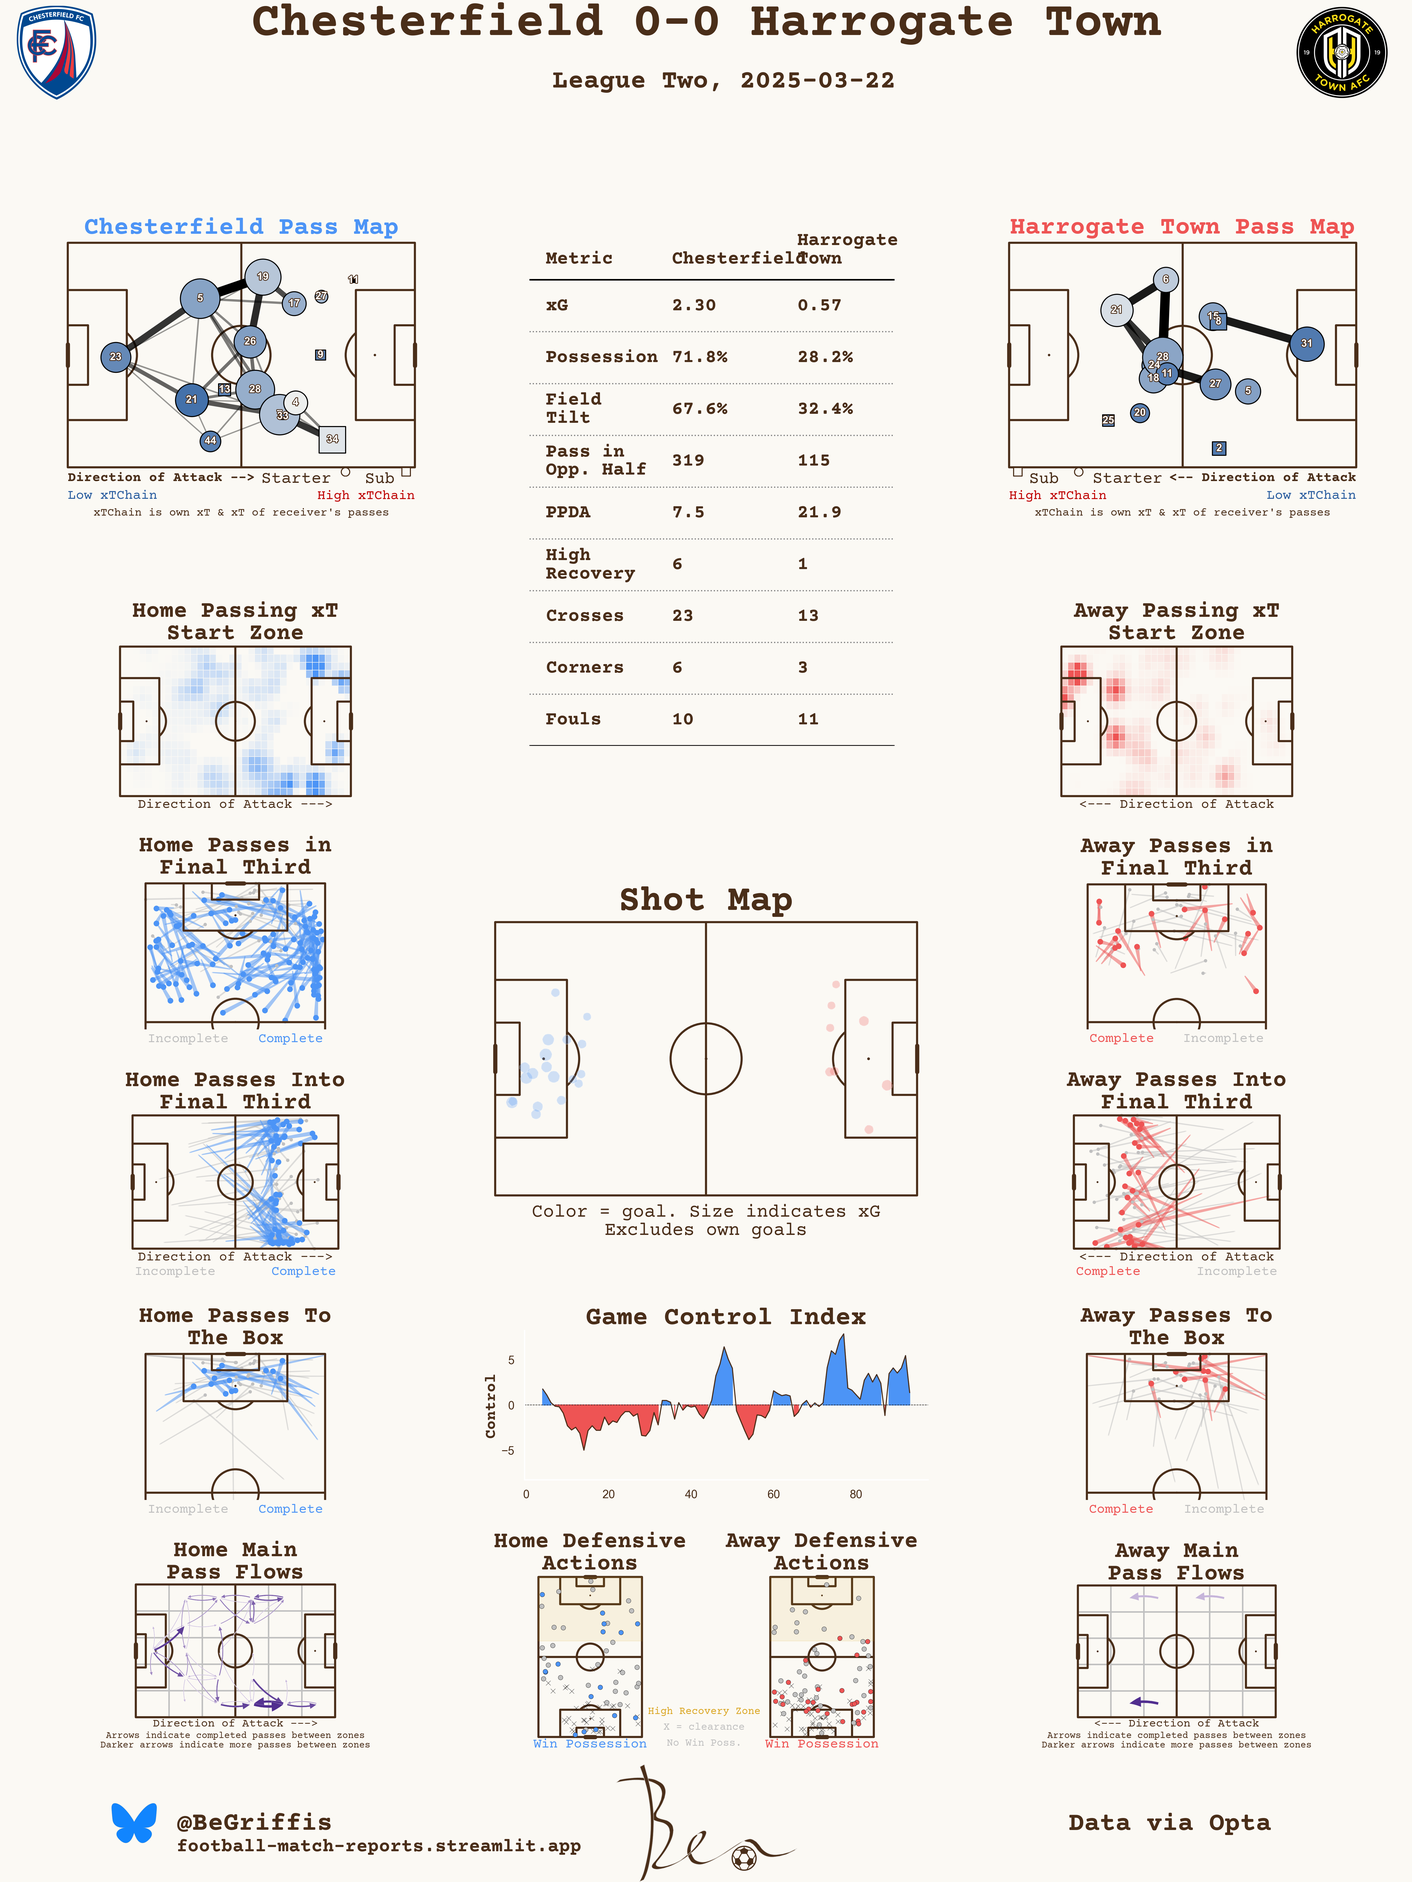 Chesterfield 0-0 Harrogate Town
League Two, 2025-03-22
CHESTERFIELD FC
HARROGATE
19 19
TOWN AFC
Chesterfield Pass Map
19
11
5
17
27
26
23
9
13
28
21
4
33
44
34
Direction of Attack --> Starter Sub
Low xTChain High xTChain
xTChain is own xT & xT of receiver's passes
Metric Chesterfield Harrogate Town
xG 2.30 0.57
Possession 71.8% 28.2%
Field Tilt 67.6% 32.4%
Pass in Opp. Half 319 115
PPDA 7.5 21.9
High Recovery 6 1
Crosses 23 13
Corners 6 3
Fouls 10 11
Harrogate Town Pass Map
6
21
15
8
31
28
24
18
11
27
5
20
25
2
Sub Starter <-- Direction of Attack
High xTChain Low xTChain
xTChain is own xT & xT of receiver's passes
Home Passing xT
Start Zone
Direction of Attack --->
Away Passing xT
Start Zone
<--- Direction of Attack
Home Passes in
Final Third
Incomplete Complete
Away Passes in
Final Third
Complete Incomplete
Shot Map
Color = goal. Size indicates xG
Excludes own goals
Home Passes Into
Final Third
Direction of Attack --->
Incomplete Complete
Away Passes Into
Final Third
<--- Direction of Attack
Complete Incomplete
Home Passes To
The Box
Incomplete Complete
Game Control Index
Control
5
0
−5
0 20 40 60 80
Away Passes To
The Box
Complete Incomplete
Home Main
Pass Flows
Direction of Attack --->
Arrows indicate completed passes between zones
Darker arrows indicate more passes between zones
Home Defensive
Actions
Win Possession
High Recovery Zone
X = clearance
No Win Poss.
Away Defensive
Actions
Win Possession
Away Main
Pass Flows
<--- Direction of Attack
Arrows indicate completed passes between zones
Darker arrows indicate more passes between zones
@BeGriffis
football-match-reports.streamlit.app
Ben
Data via Opta